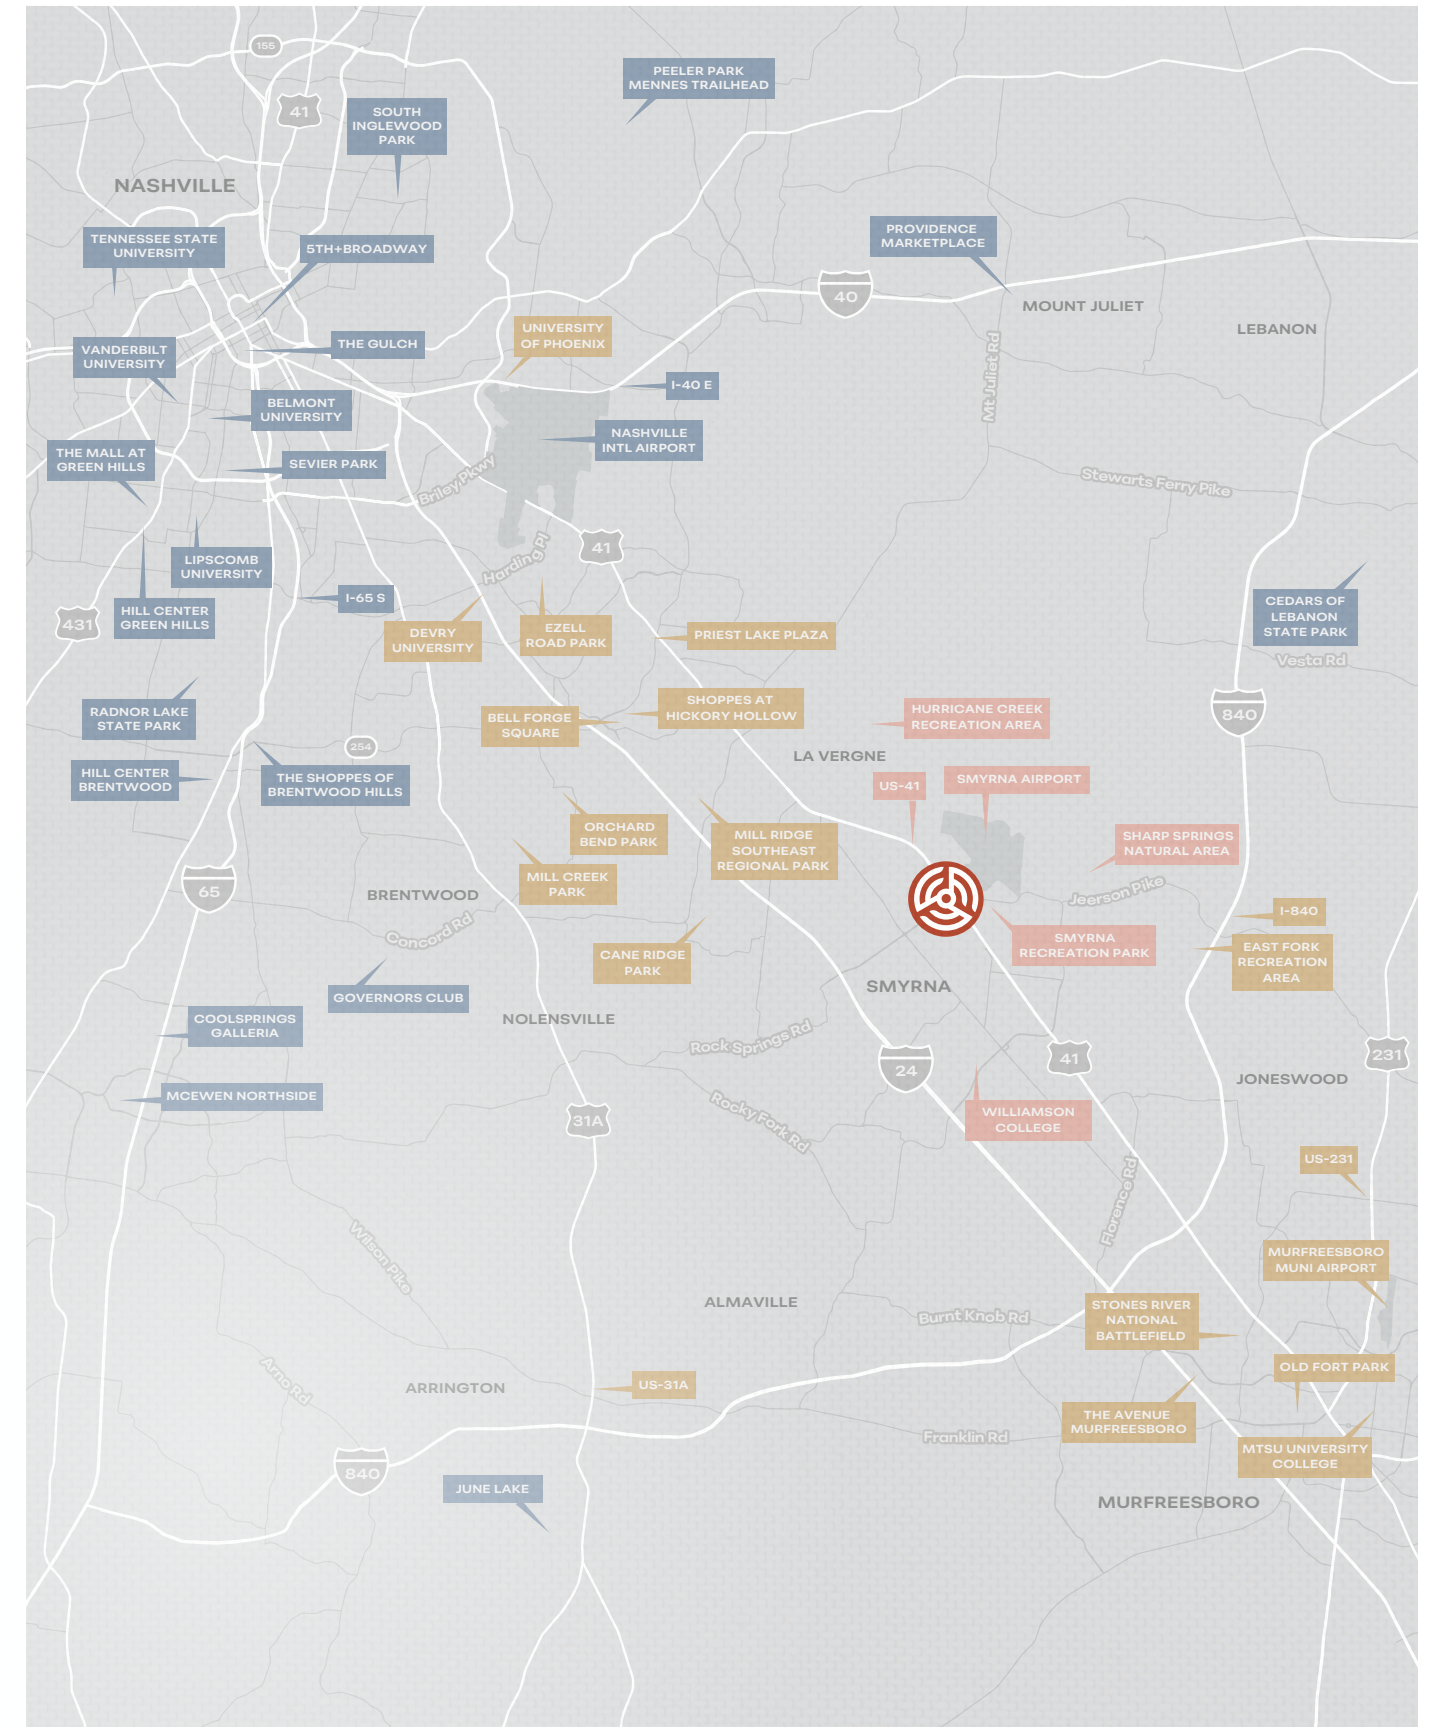 155
PEELER PARK
MENNES TRAILHEAD
41
SOUTH
INGLEWOOD
PARK
NASHVILLE
TENNESSEE STATE
UNIVERSITY
5TH+BROADWAY
PROVIDENCE
MARKETPLACE
40
MOUNT JULIET
LEBANON
UNIVERSITY
OF PHOENIX
THE GULCH
VANDERBILT
UNIVERSITY
Mt Juliet Rd
I-40 E
BELMONT
UNIVERSITY
NASHVILLE
INTL AIRPORT
THE MALL AT
GREEN HILLS
SEVIER PARK
Briley Pkwy
Stewarts Ferry Pike
Harding Pl
41
LIPSCOMB
UNIVERSITY
I-65 S
HILL CENTER
GREEN HILLS
431
DEVRY
UNIVERSITY
EZELL
ROAD PARK
PRIEST LAKE PLAZA
CEDARS OF
LEBANON
STATE PARK
Vesta Rd
RADNOR LAKE
STATE PARK
BELL FORGE
SQUARE
SHOPPES AT
HICKORY HOLLOW
HURRICANE CREEK
RECREATION AREA
840
254
LA VERGNE
HILL CENTER
BRENTWOOD
THE SHOPPES OF
BRENTWOOD HILLS
US-41
SMYRNA AIRPORT
ORCHARD
BEND PARK
MILL RIDGE
SOUTHEAST
REGIONAL PARK
SHARP SPRINGS
NATURAL AREA
65
BRENTWOOD
MILL CREEK
PARK
Jeerson Pike
I-840
Concord Rd
CANE RIDGE
PARK
SMYRNA
RECREATION PARK
EAST FORK
RECREATION
AREA
SMYRNA
GOVERNORS CLUB
COOLSPRINGS
GALLERIA
NOLENSVILLE
Rock Springs Rd
24
41
231
JONESWOOD
MCEWEN NORTHSIDE
31A
Rocky Fork Rd
WILLIAMSON
COLLEGE
US-231
Florence Rd
Wilson Pike
MURFREESBORO
MUNI AIRPORT
ALMAVILLE
Burnt Knob Rd
STONES RIVER
NATIONAL
BATTLEFIELD
OLD FORT PARK
Arno Rd
ARRINGTON
US-31A
THE AVENUE
MURFREESBORO
Franklin Rd
MTSU UNIVERSITY
COLLEGE
840
JUNE LAKE
MURFREESBORO